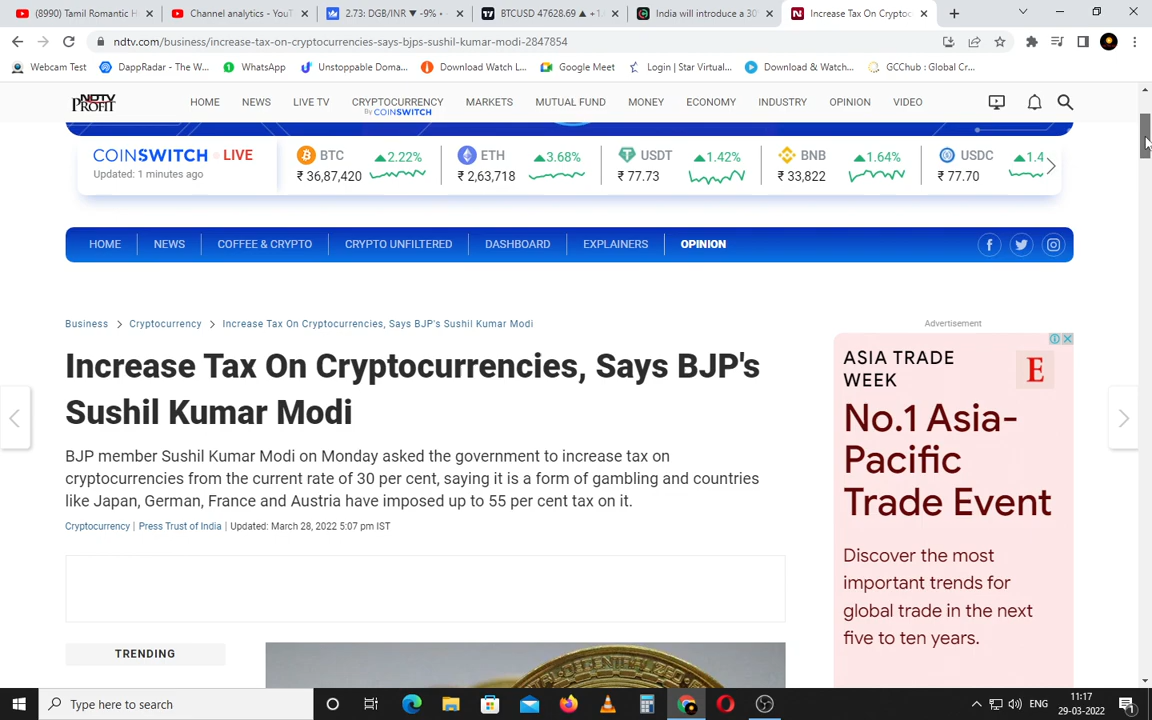 (8990) Tamil Romantic H
Channel analytics - YouT
2.73: DGB/INR ▼ -9% •
BTCUSD 47628.69 ▲ +1.
India will introduce a 30
Increase Tax On Cryptoc
ndtv.com/business/increase-tax-on-cryptocurrencies-says-bjps-sushil-kumar-modi-2847854
Webcam Test
DappRadar - The W...
WhatsApp
Unstoppable Doma...
Download Watch L...
Google Meet
Login | Star Virtual...
Download & Watch...
GCChub : Global Cr...
NDTV
PROFIT
HOME
NEWS
LIVE TV
CRYPTOCURRENCY
By COINSWITCH
MARKETS
MUTUAL FUND
MONEY
ECONOMY
INDUSTRY
OPINION
VIDEO
COINSWITCH • LIVE
Updated: 1 minutes ago
BTC ▲2.22%
₹ 36,87,420
ETH ▲3.68%
₹ 2,63,718
USDT ▲1.42%
₹ 77.73
BNB ▲1.64%
₹ 33,822
USDC ▲1.4
₹ 77.70
HOME
NEWS
COFFEE & CRYPTO
CRYPTO UNFILTERED
DASHBOARD
EXPLAINERS
OPINION
Business > Cryptocurrency > Increase Tax On Cryptocurrencies, Says BJP's Sushil Kumar Modi
Increase Tax On Cryptocurrencies, Says BJP's
Sushil Kumar Modi
BJP member Sushil Kumar Modi on Monday asked the government to increase tax on
cryptocurrencies from the current rate of 30 per cent, saying it is a form of gambling and countries
like Japan, German, France and Austria have imposed up to 55 per cent tax on it.
Cryptocurrency | Press Trust of India | Updated: March 28, 2022 5:07 pm IST
TRENDING
Advertisement
ASIA TRADE
WEEK
E
No.1 Asia-
Pacific
Trade Event
Discover the most
important trends for
global trade in the next
five to ten years.
Type here to search
ENG
11:17
29-03-2022
1